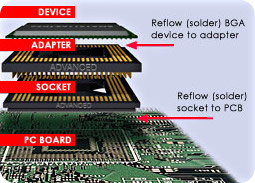 DEVICE
Reflow (solder) BGA
device to adapter
ADAPTER
ADVANCED
SOCKET
ADVANCED
Reflow (solder)
socket to PCB
PC BOARD